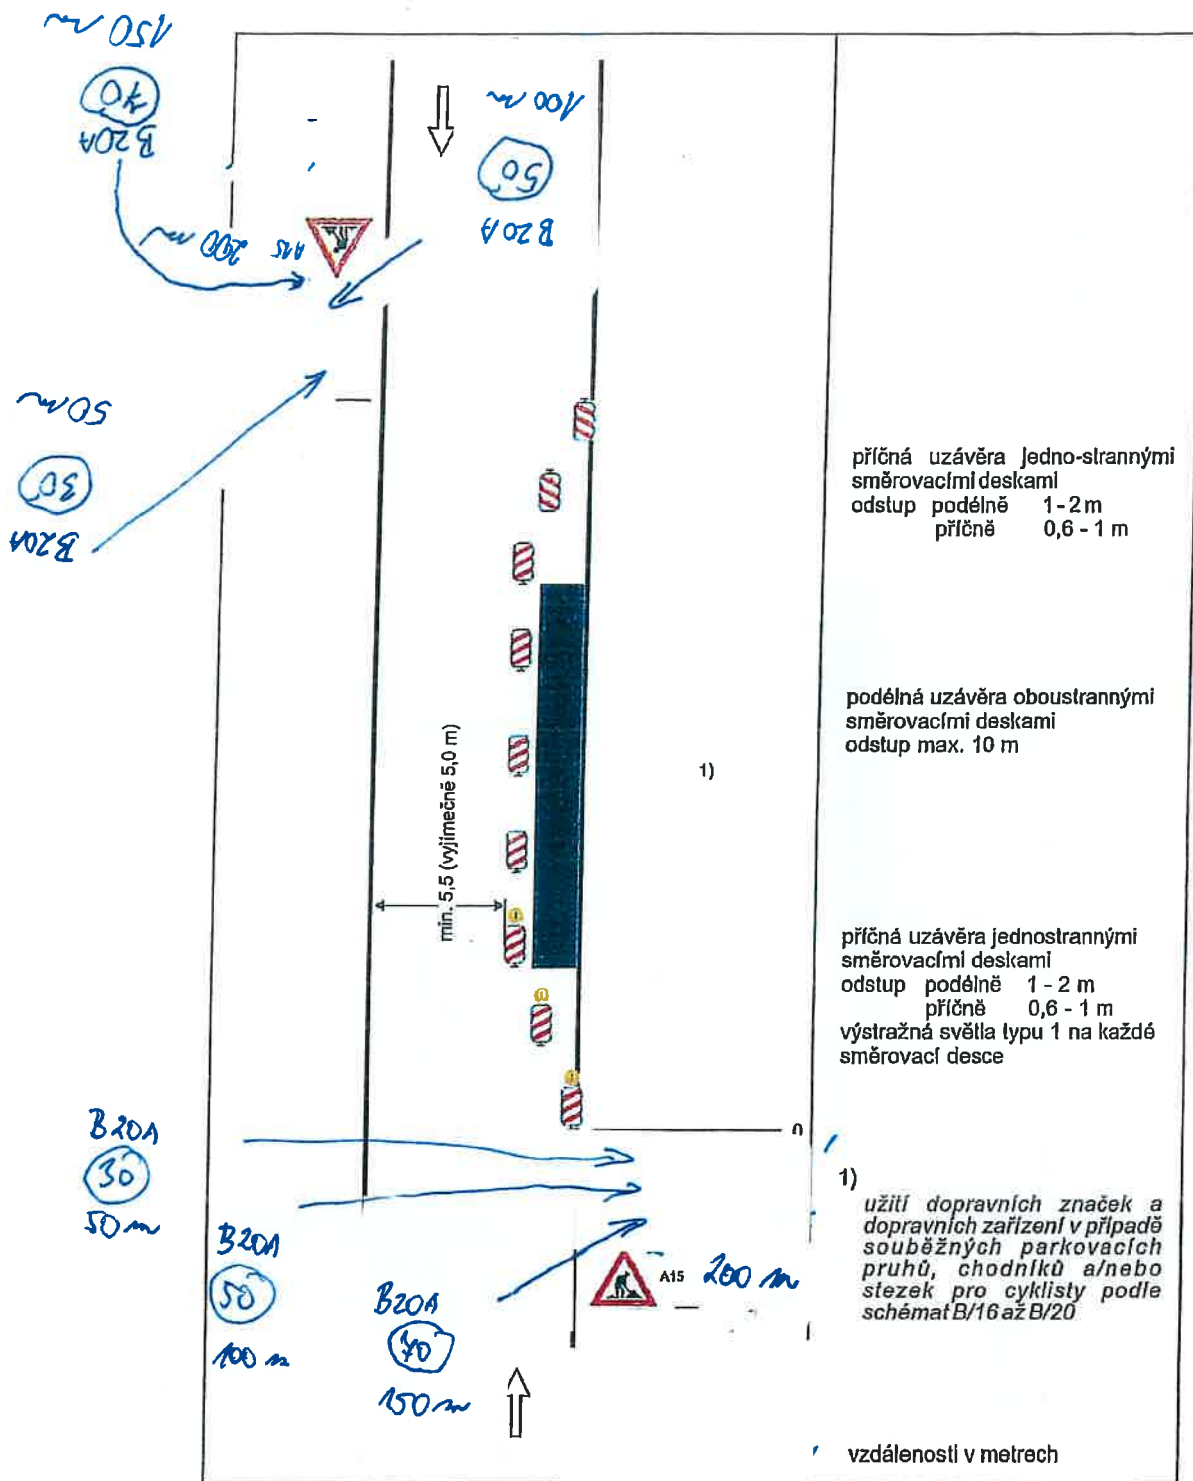 150 m
70
B20A
100 m
50
B20A
A15 200 m
50 m
30
B20A
příčná uzávěra jedno-strannými
směrovacími deskami
odstup podélně 1-2 m
příčně 0,6 - 1 m
podélná uzávěra oboustrannými
směrovacími deskami
odstup max. 10 m
1)
min. 5,5 (vyjímečně 5,0 m)
příčná uzávěra jednostrannými
směrovacími deskami
odstup podélně 1 - 2 m
příčně 0,6 - 1 m
výstražná světla typu 1 na každé
směrovací desce
0
B20A
30
50 m
B20A
50
100 m
B20A
70
150 m
A15 200 m
1)
užití dopravních značek a
dopravních zařízení v případě
souběžných parkovacích
pruhů, chodníků a/nebo
stezek pro cyklisty podle
schémat B/16 až B/20
vzdálenosti v metrech